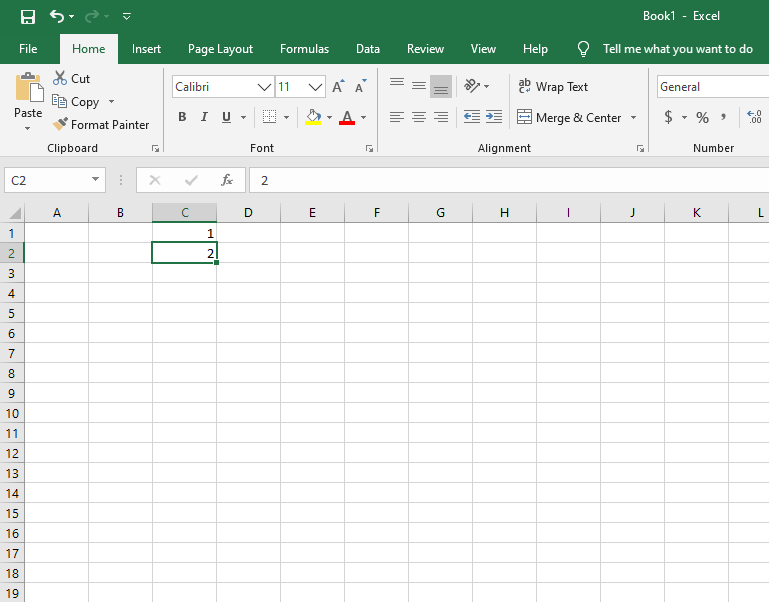 Book1 - Excel
File Home Insert Page Layout Formulas Data Review View Help Tell me what you want to do
Paste
Cut
Copy
Format Painter
Clipboard
Calibri 11 A A
B I U A
Font
ab Wrap Text
Merge & Center
Alignment
General
$ % , .00
Number
C2 fx 2
A B C D E F G H I J K L
1 1
2 2
3
4
5
6
7
8
9
10
11
12
13
14
15
16
17
18
19